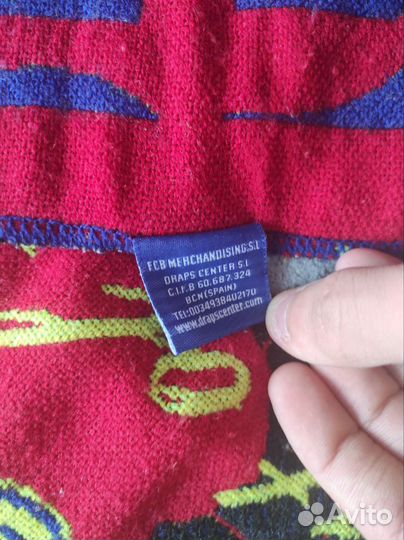 FCB MERCHANDISING.S.L
DRAPS CENTER S.L
C.I.F.B 60.687.324
BCN(SPAIN)
TEL:0034938402170
www.drapscenter.com
Avito